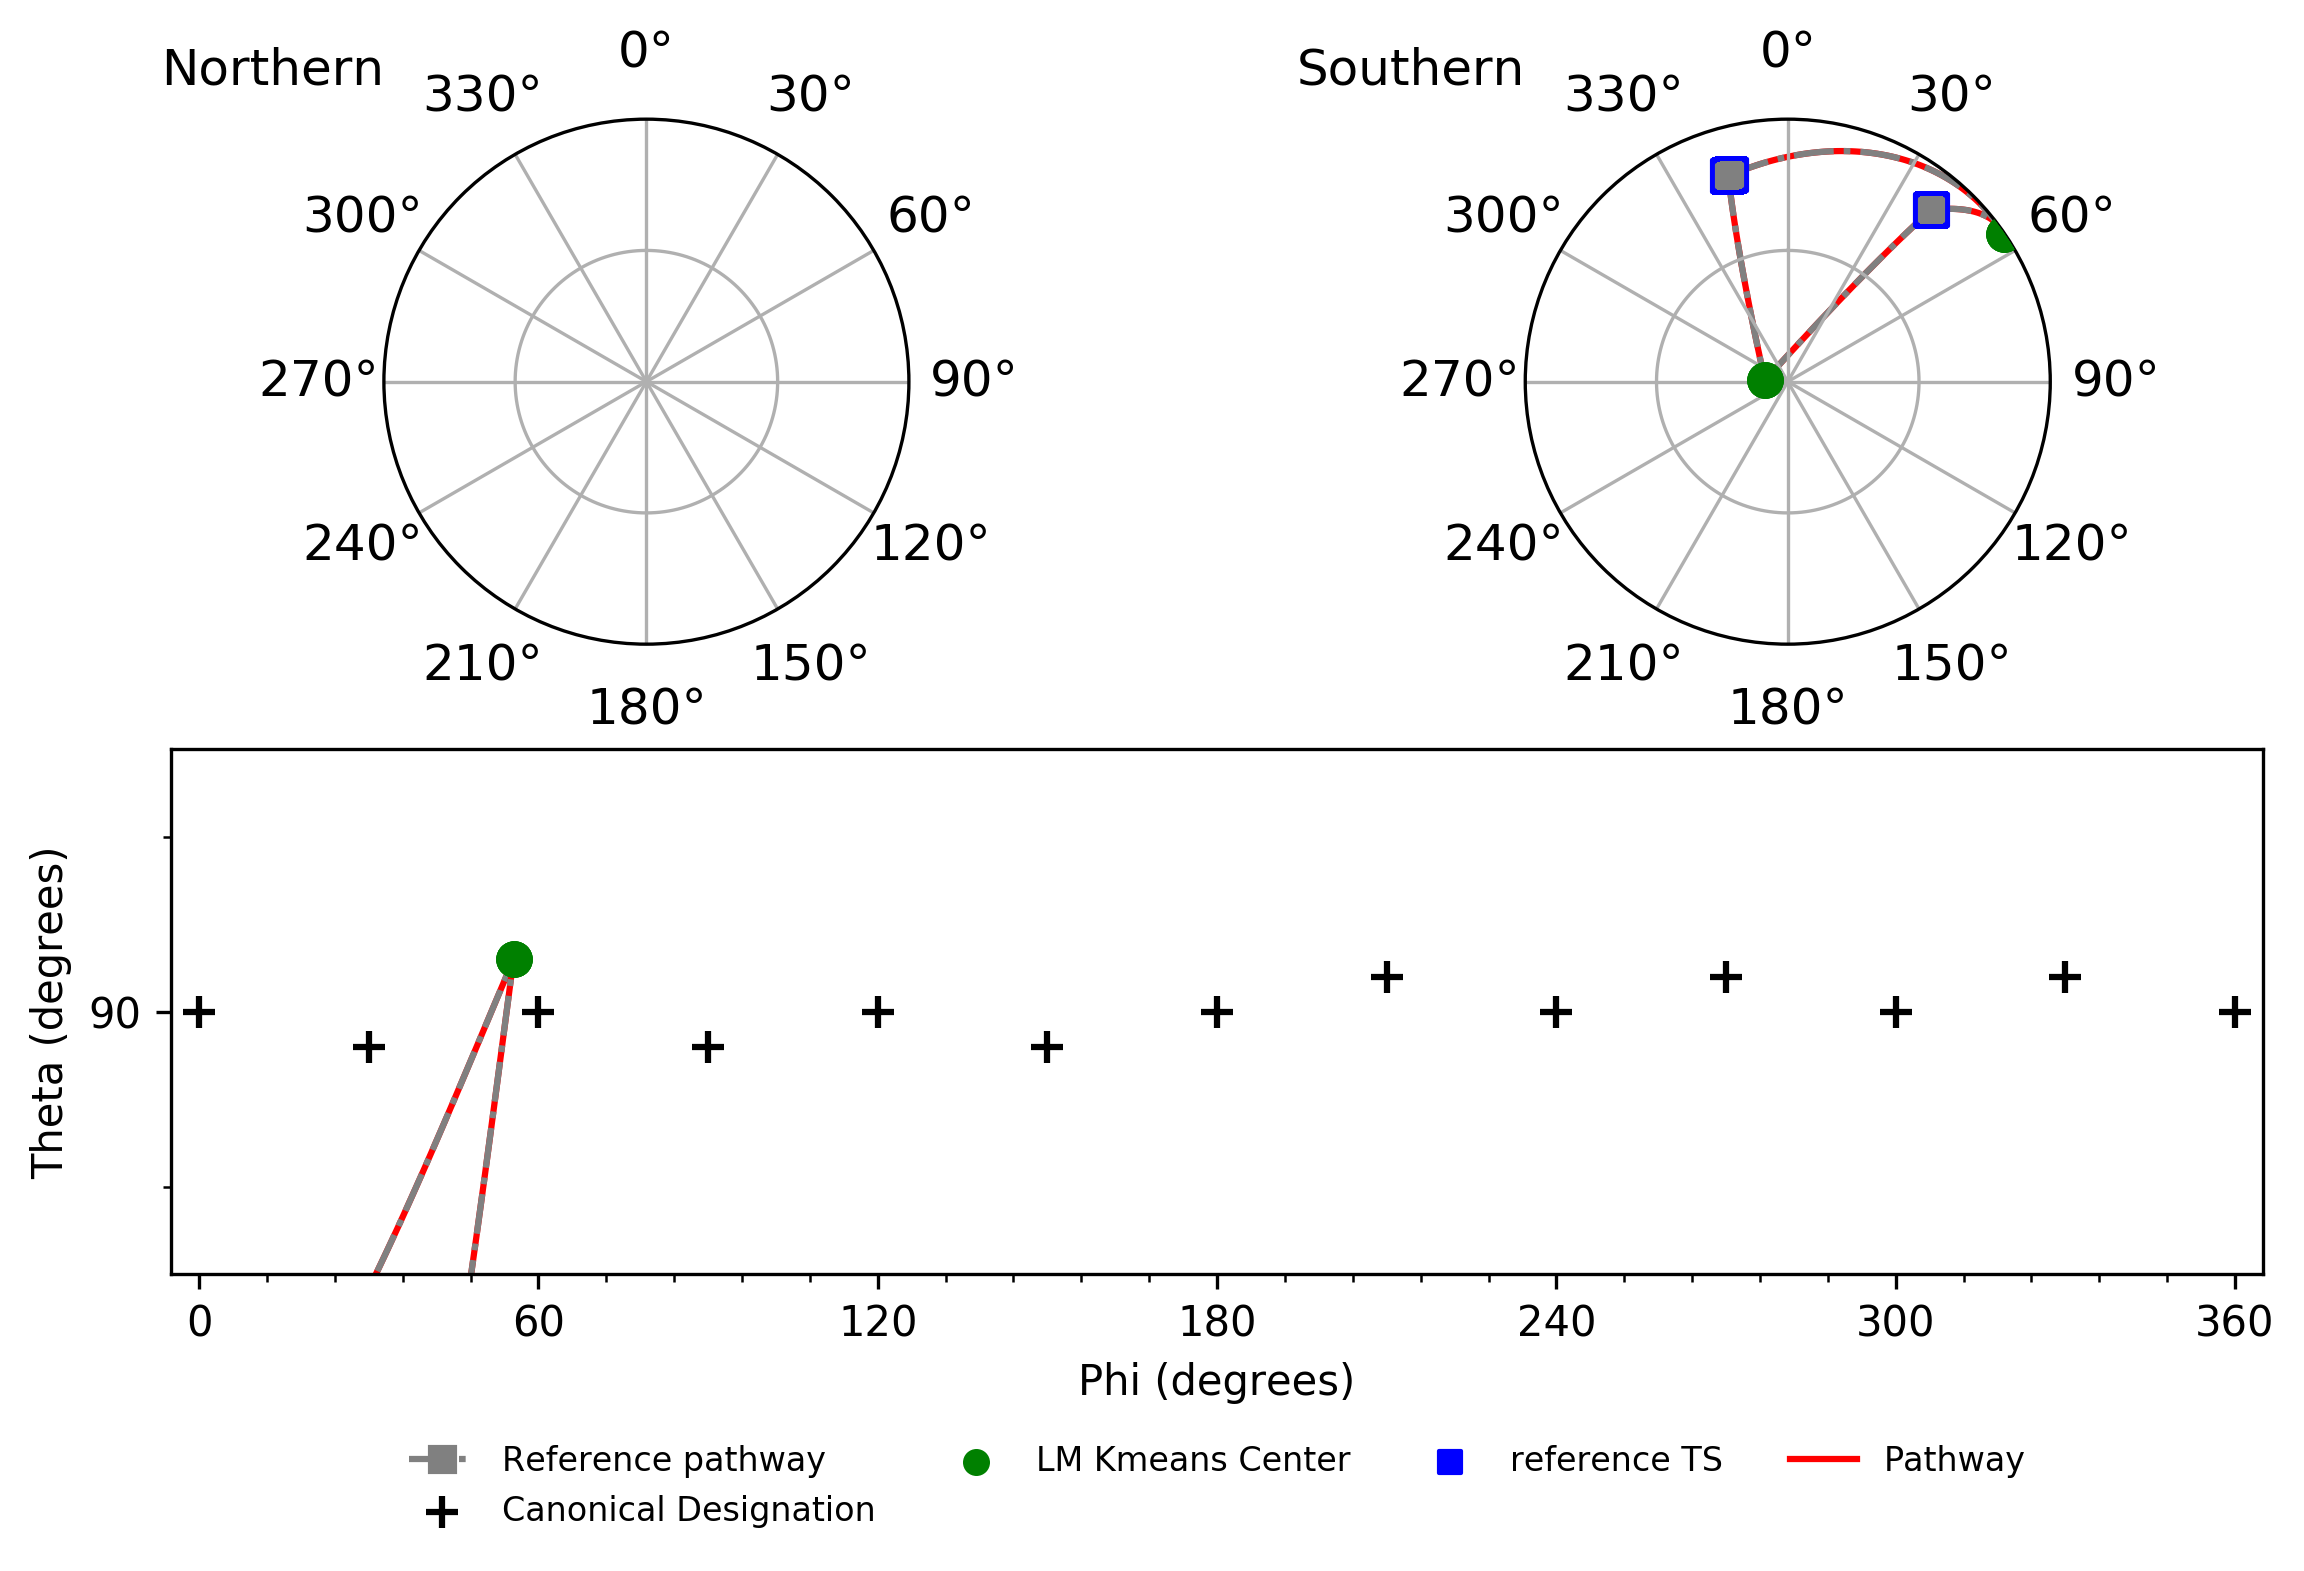 Northern
0°
30°
60°
90°
120°
150°
180°
210°
240°
270°
300°
330°
Southern
0°
30°
60°
90°
120°
150°
180°
210°
240°
270°
300°
330°
Theta (degrees)
90
0 60 120 180 240 300 360
Phi (degrees)
Reference pathway
Canonical Designation
LM Kmeans Center
reference TS
Pathway